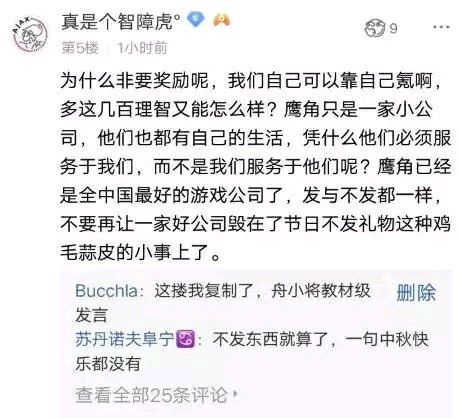 真是个智障虎°
9
AJAX
第5楼 1小时前
为什么非要奖励呢，我们自己可以靠自己氪啊，
多这几百理智又能怎么样？鹰角只是一家小公
司，他们也都有自己的生活，凭什么他们必须服
务于我们，而不是我们服务于他们呢？鹰角已经
是全中国最好的游戏公司了，发与不发都一样，
不要再让一家好公司毁在了节日不发礼物这种鸡
毛蒜皮的小事上了。
Bucchla：这搂我复制了，舟小将教材级 删除
发言
苏丹诺夫阜宁♋：不发东西就算了，一句中秋快
乐都没有
查看全部25条评论